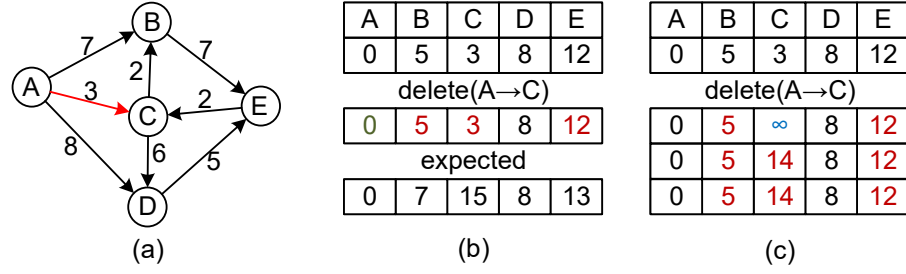 B
7
7
A
3
2
2
E
C
8
6
5
D
(a)
A B C D E
0 5 3 8 12
delete(A→C)
0 5 3 8 12
expected
0 7 15 8 13
(b)
A B C D E
0 5 3 8 12
delete(A→C)
0 5 ∞ 8 12
0 5 14 8 12
0 5 14 8 12
(c)